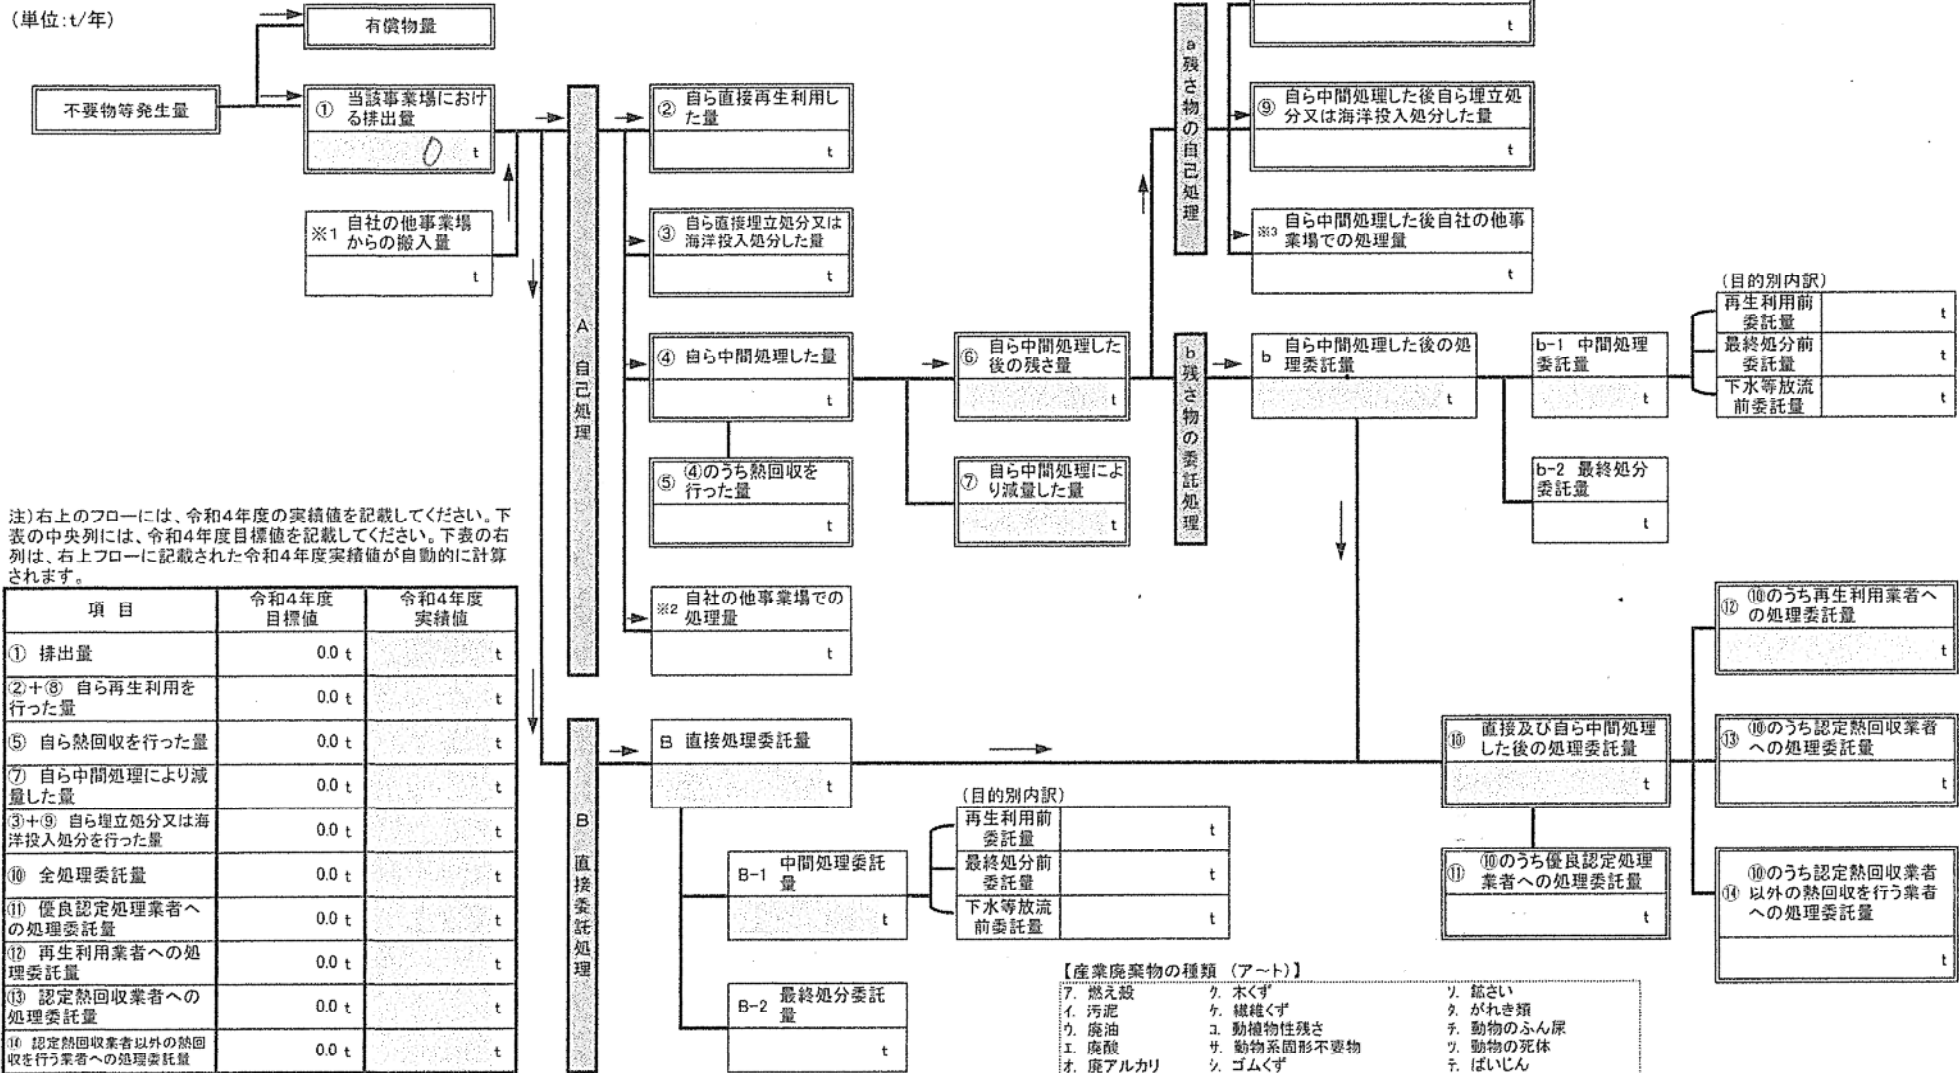 (単位:t/年)
有償物量
不要物等発生量
① 当該事業場におけ
る排出量
0 t
※1 自社の他事業場
からの搬入量
t
A 自己処理
② 自ら直接再生利用し
た量
t
③ 自ら直接埋立処分又は
海洋投入処分した量
t
④ 自ら中間処理した量
t
⑤ ④のうち熱回収を
行った量
t
※2 自社の他事業場での
処理量
t
⑥ 自ら中間処理した
後の残さ量
t
⑦ 自ら中間処理によ
り減量した量
t
a 残さ物の自己処理
t
⑨ 自ら中間処理した後自ら埋立処
分又は海洋投入処分した量
t
※3 自ら中間処理した後自社の他事
業場での処理量
t
b 残さ物の委託処理
b 自ら中間処理した後の処
理委託量
t
b-1 中間処理
委託量
t
b-2 最終処分
委託量
t
(目的別内訳)
再生利用前
委託量 t
最終処分前
委託量 t
下水等放流
前委託量 t
注)右上のフローには、令和4年度の実績値を記載してください。下
表の中央列には、令和4年度目標値を記載してください。下表の右
列は、右上フローに記載された令和4年度実績値が自動的に計算
されます。
項 目 令和4年度 目標値 令和4年度 実績値
① 排出量 0.0 t t
②+⑧ 自ら再生利用を
行った量 0.0 t t
⑤ 自ら熱回収を行った量 0.0 t t
⑦ 自ら中間処理により減
量した量 0.0 t t
③+⑨ 自ら埋立処分又は海
洋投入処分を行った量 0.0 t t
⑩ 全処理委託量 0.0 t t
⑪ 優良認定処理業者へ
の処理委託量 0.0 t t
⑫ 再生利用業者への処
理委託量 0.0 t t
⑬ 認定熱回収業者への
処理委託量 0.0 t t
⑭ 認定熱回収業者以外の熱回
収を行う業者への処理委託量 0.0 t t
B 直接委託処理
B 直接処理委託量
t
B-1 中間処理委託
量
t
B-2 最終処分委託
量
t
(目的別内訳)
再生利用前
委託量 t
最終処分前
委託量 t
下水等放流
前委託量 t
⑩ 直接及び自ら中間処理
した後の処理委託量
t
⑪ ⑩のうち優良認定処理
業者への処理委託量
t
⑫ ⑩のうち再生利用業者へ
の処理委託量
t
⑬ ⑩のうち認定熱回収業者
への処理委託量
t
⑭ ⑩のうち認定熱回収業者
以外の熱回収を行う業者
への処理委託量
t
【産業廃棄物の種類 (ア~ト)】
ア. 燃え殻 ク. 木くず ソ. 鉱さい
イ. 汚泥 ケ. 繊維くず タ. がれき類
ウ. 廃油 コ. 動植物性残さ チ. 動物のふん尿
エ. 廃酸 サ. 動物系固形不要物 ツ. 動物の死体
オ. 廃アルカリ シ. ゴムくず テ. ばいじん